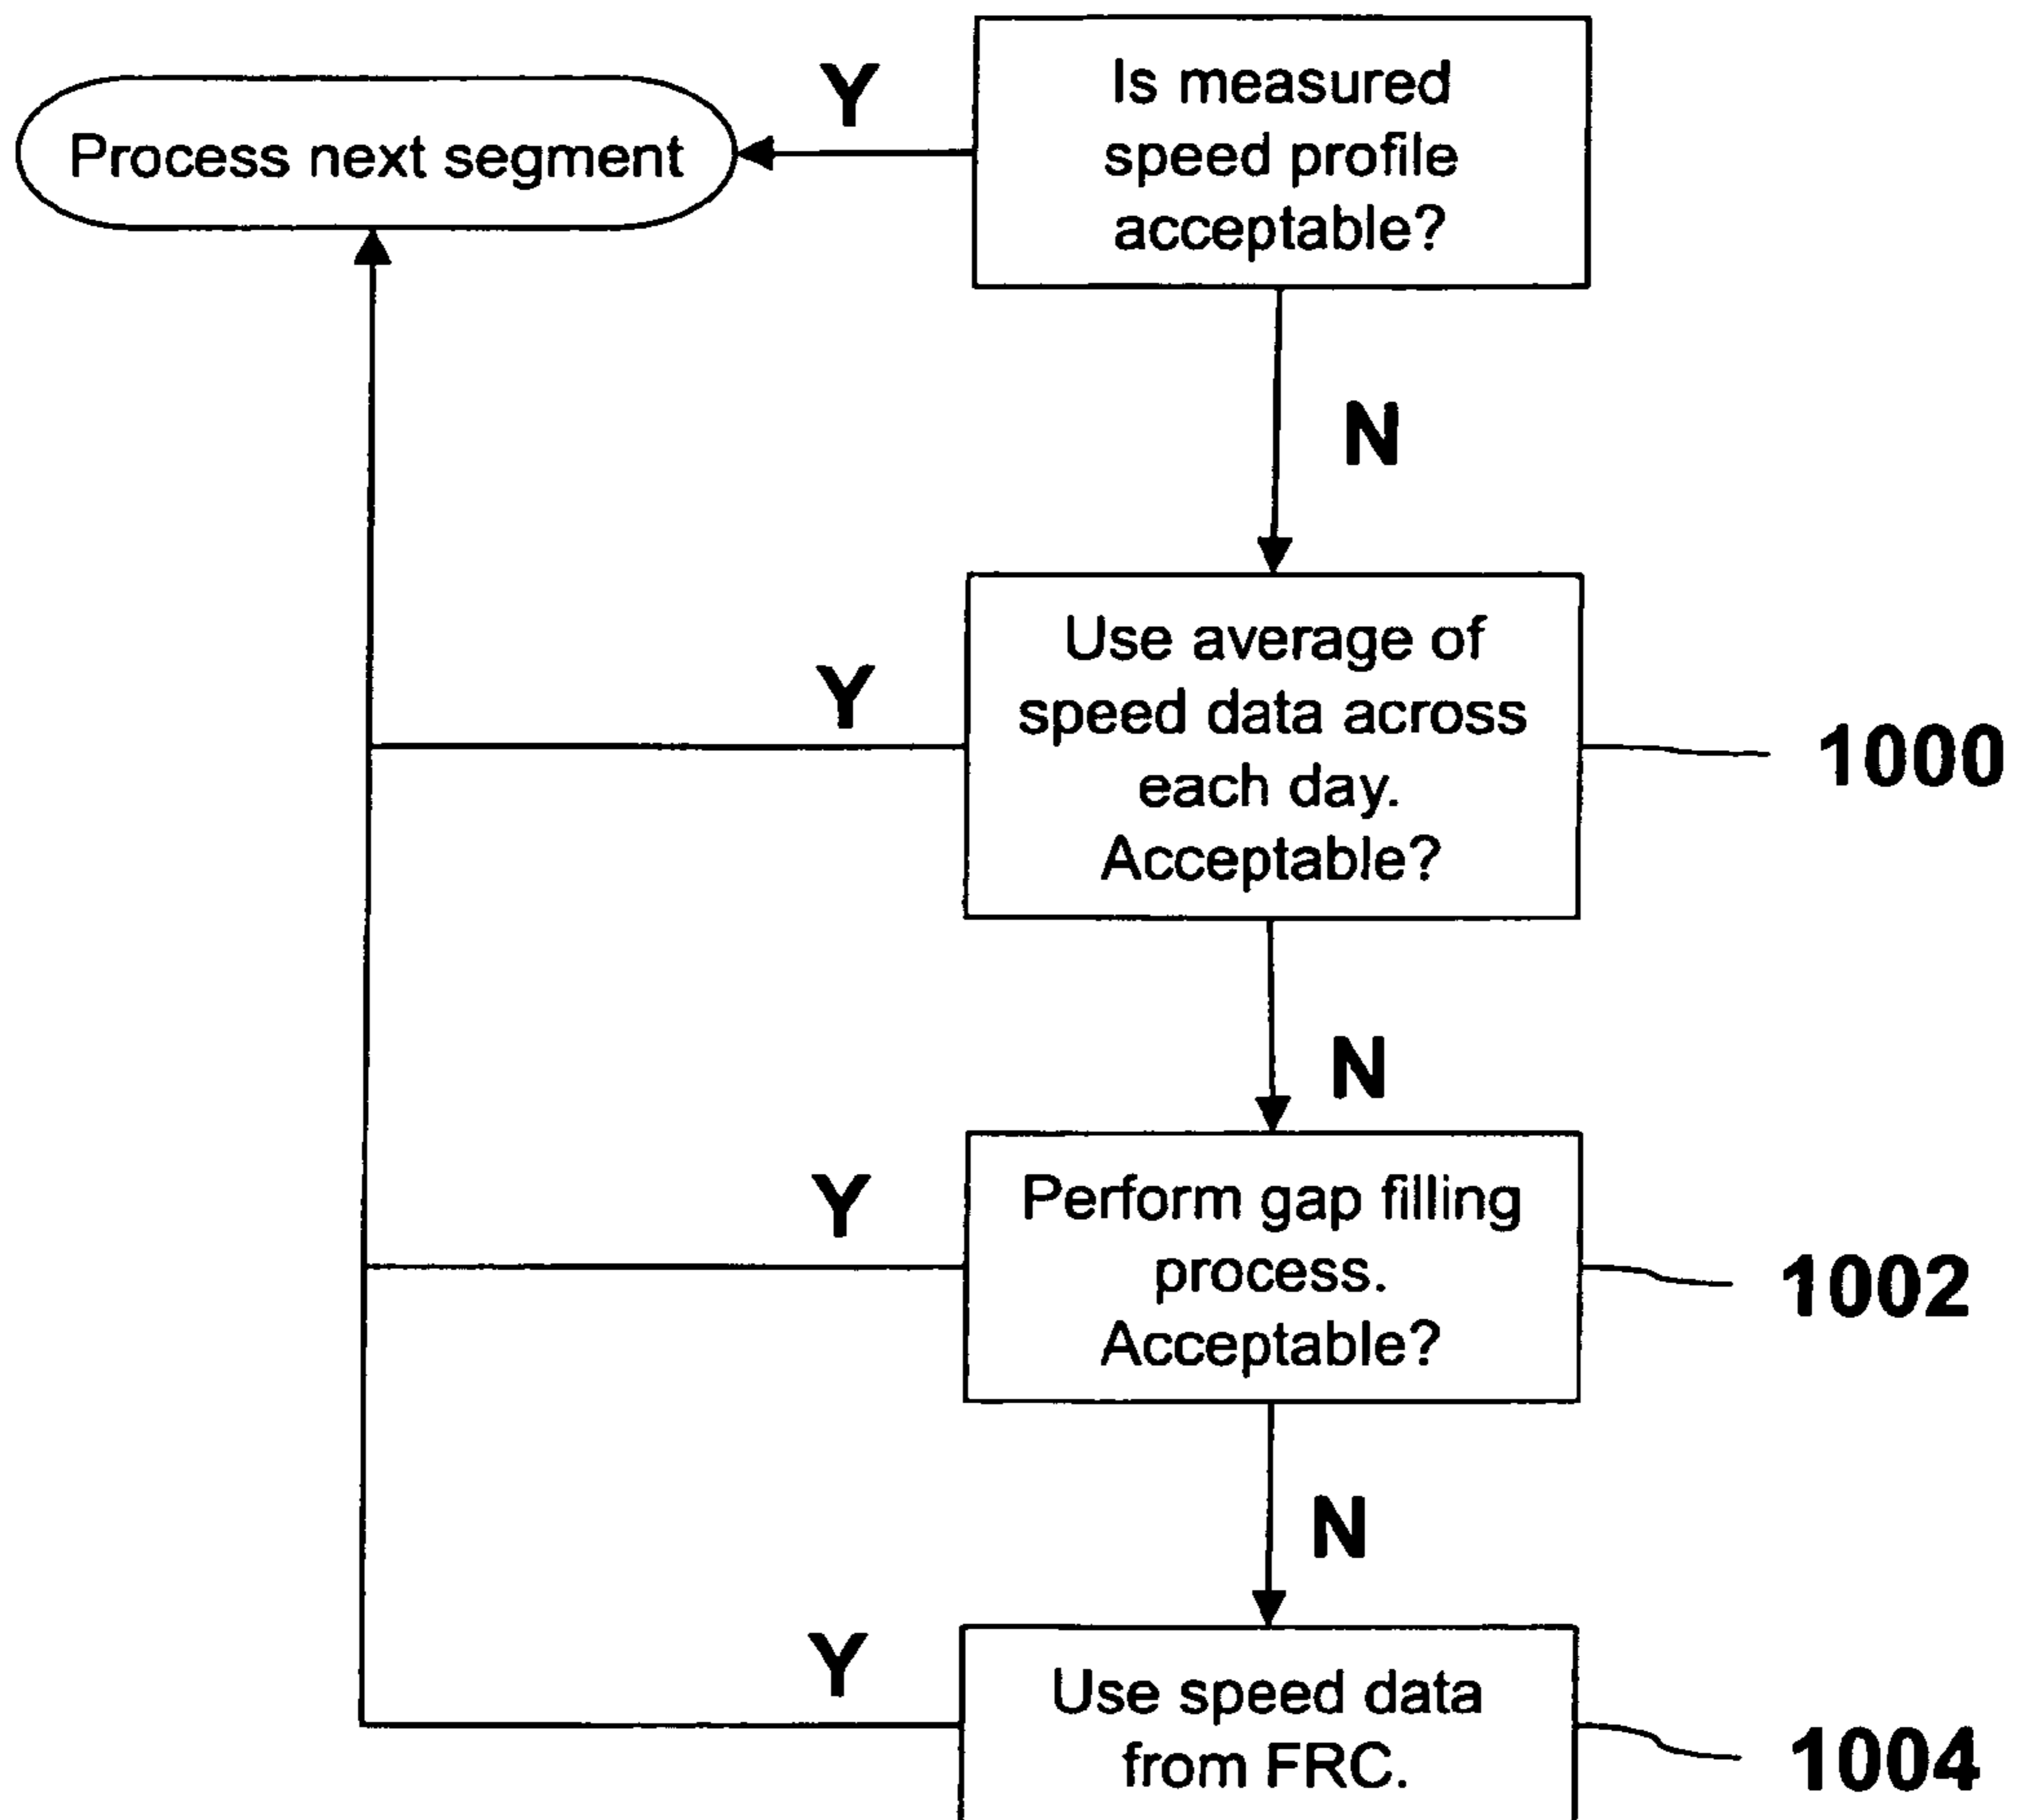 Process next segment
Y
Is measured
speed profile
acceptable?
N
Use average of
speed data across
each day.
Acceptable?
Y
1000
N
Perform gap filling
process.
Acceptable?
Y
1002
N
Use speed data
from FRC.
Y
1004